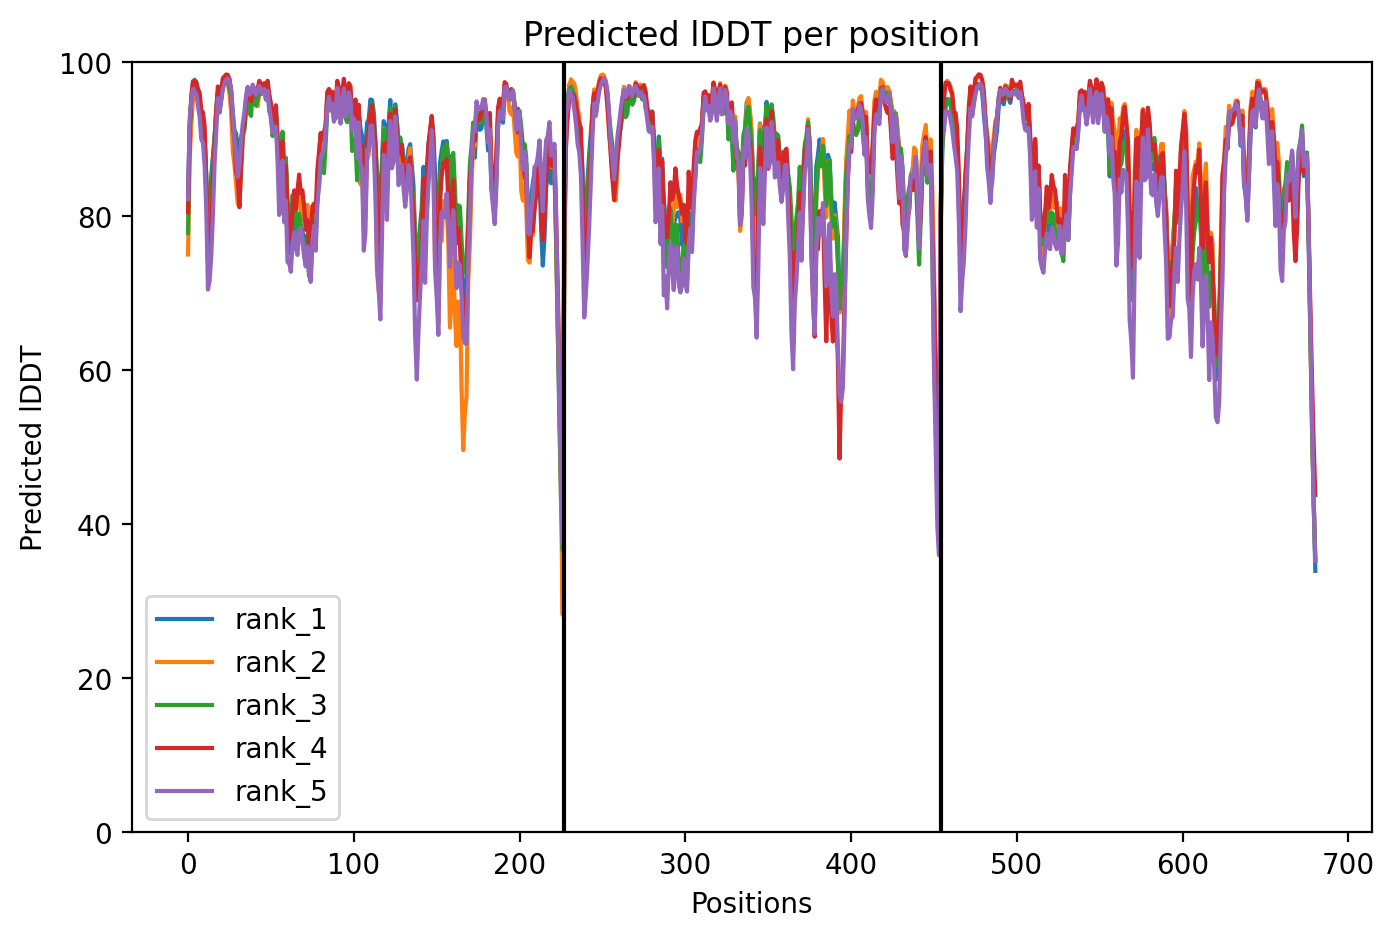 Predicted lDDT per position
100
80
60
40
20
0
Predicted lDDT
rank_1
rank_2
rank_3
rank_4
rank_5
0 100 200 300 400 500 600 700
Positions